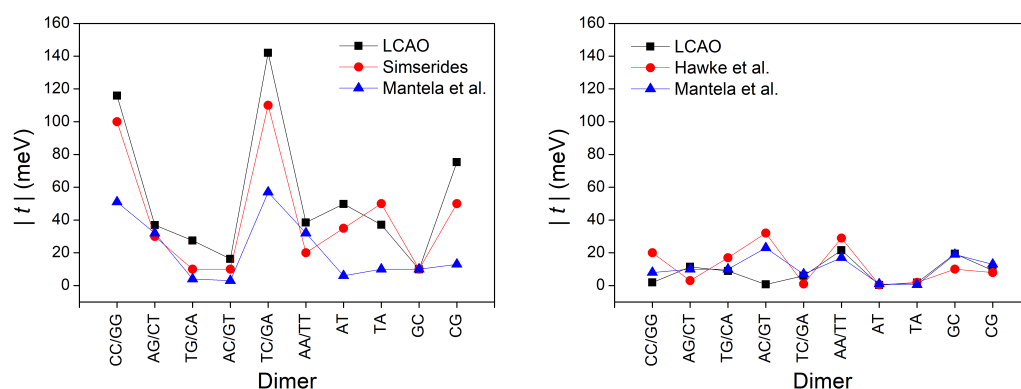 160
140
120
100
80
60
40
20
0
| t | (meV)
LCAO
Simserides
Mantela et al.
CC/GG
AG/CT
TG/CA
AC/GT
TC/GA
AA/TT
AT
TA
GC
CG
Dimer
160
140
120
100
80
60
40
20
0
| t | (meV)
LCAO
Hawke et al.
Mantela et al.
CC/GG
AG/CT
TG/CA
AC/GT
TC/GA
AA/TT
AT
TA
GC
CG
Dimer